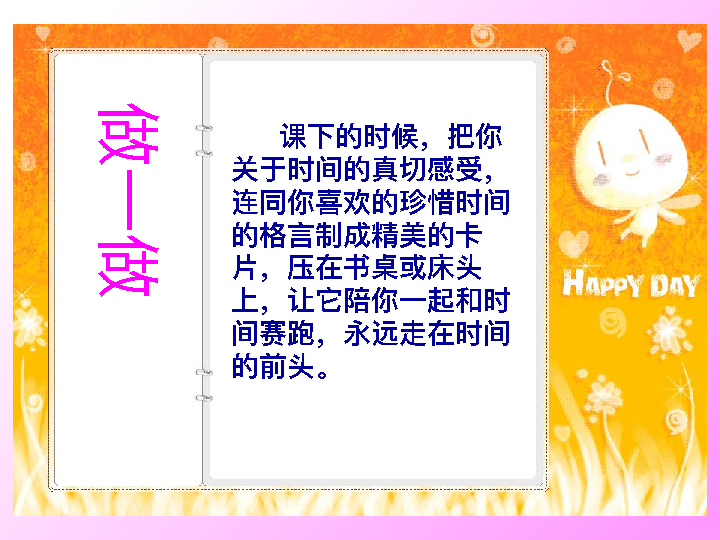 做一做
课下的时候，把你
关于时间的真切感受，
连同你喜欢的珍惜时间
的格言制成精美的卡
片，压在书桌或床头
上，让它陪你一起和时
间赛跑，永远走在时间
的前头。
HAPPY DAY